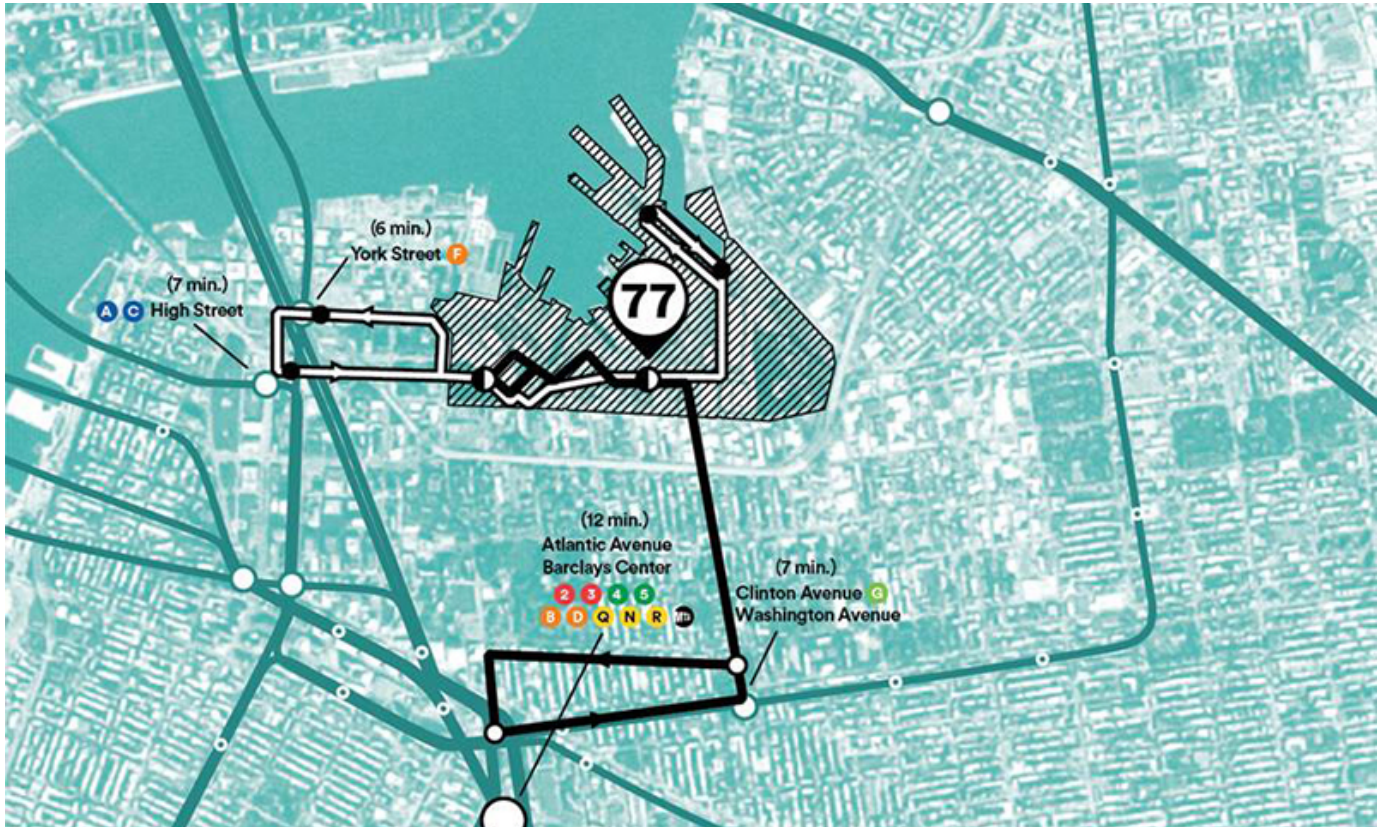 (6 min.)
York Street F
(7 min.)
A C High Street
77
(12 min.)
Atlantic Avenue
Barclays Center
2 3 4 5
B D Q N R
(7 min.)
Clinton Avenue G
Washington Avenue